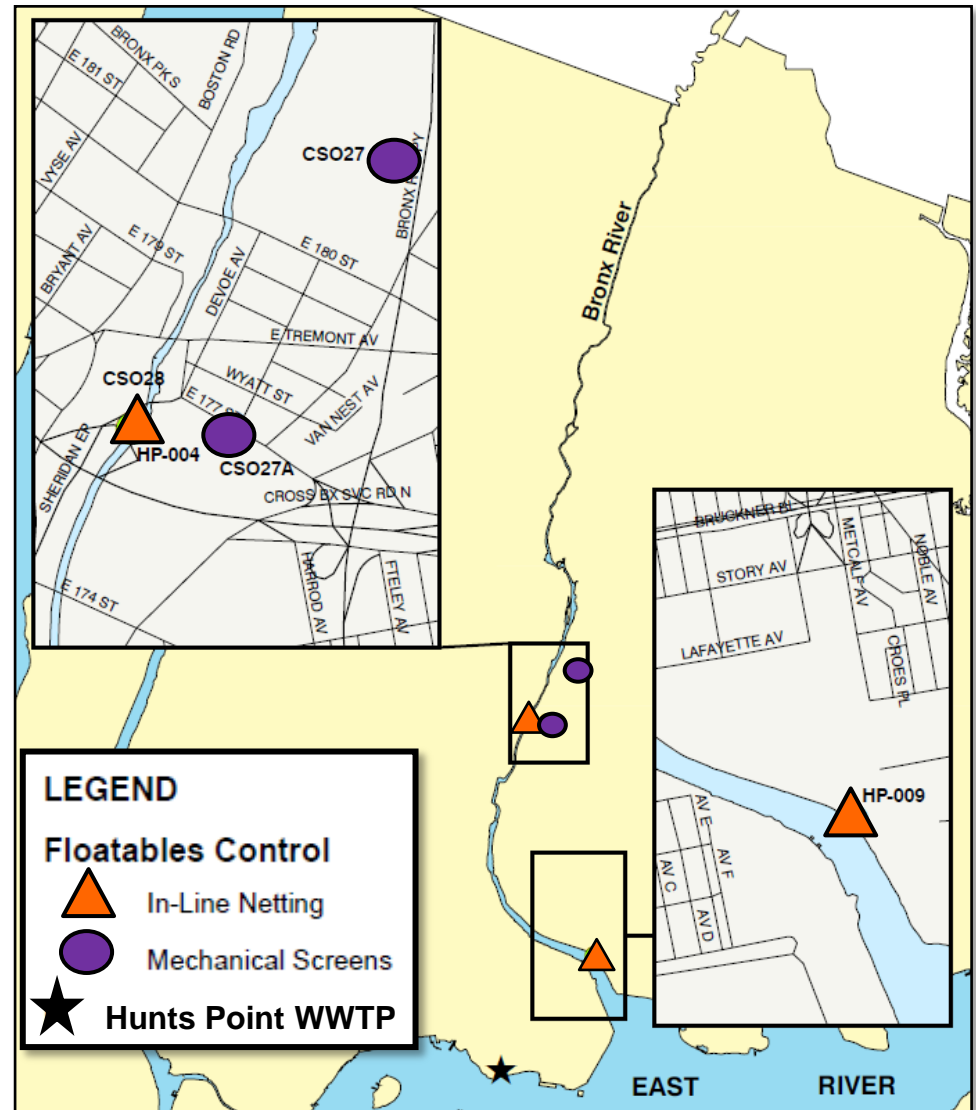 BRONX PK S
BOSTON RD
E 181 ST
CSO27
VYSE AV
E 179 ST
BRYANT AV
E 180 ST
DEVOE AV
E TREMONT AV
CSO28
WYATT ST
E 177
VAN NEST AV
HP-004
CSO27A
SHERIDAN EP
CROSS BX SVC RD N
HARROD AV
FTELEY AV
E 174 ST
Bronx River
BRUCKNER BL
STORY AV
METCALF AV
NOBLE AV
LAFAYETTE AV
CROES PL
HP-009
AV E
AV F
AV C
AV D
LEGEND
Floatables Control
In-Line Netting
Mechanical Screens
Hunts Point WWTP
EAST RIVER